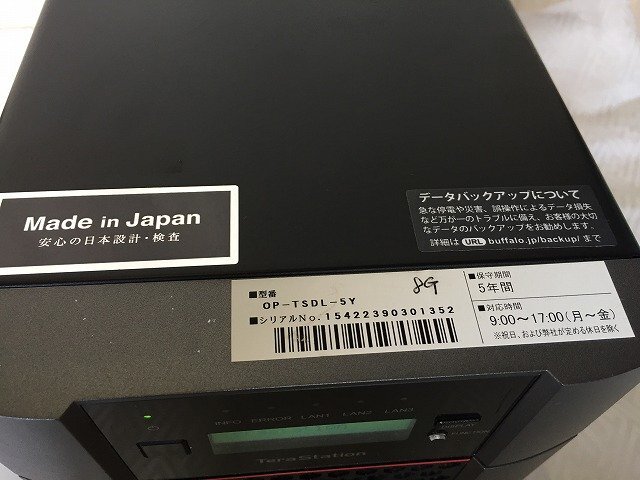 Made in Japan
安心の日本設計・検査
データバックアップについて
急な停電や災害、誤操作によるデータ損失
など万が一のトラブルに備え、お客様の大切
なデータのバックアップをお勧めします。
詳細は URL buffalo.jp/backup/ まで
■型番
OP-TSDL-5Y
8G
■シリアルNo. 15422390301352
■保守期間
5年間
■対応時間
9:00～17:00(月～金)
※祝日、および弊社が定める休日を除く
INFO ERROR LAN1 LAN2 LAN3
DISPLAY
FUNCTION
TeraStation